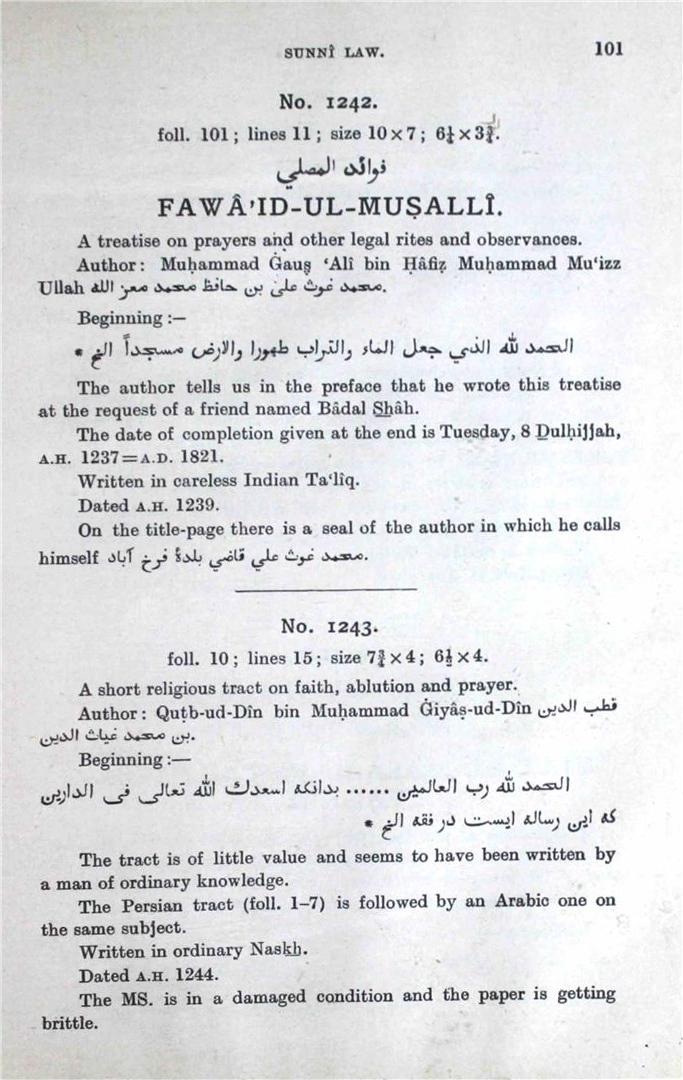 SUNNÎ LAW. 101
No. 1242.
foll. 101; lines 11; size 10 × 7; 6¼ × 3¾.
فوائد المصلي
FAWÂ’ID-UL-MUṢALLÎ.
A treatise on prayers and other legal rites and observances.
Author: Muḥammad Ġauṣ ‘Alî bin Ḥâfiẓ Muḥammad Mu‘izz
Ullah محمد غوث علی بن حافظ محمد معز الله.
Beginning :—
الحمد لله الذي جعل الماء والتراب طهورا والارض مسجداً الخ *
The author tells us in the preface that he wrote this treatise
at the request of a friend named Bâdal S͟hâh.
The date of completion given at the end is Tuesday, 8 Ḏulḥijjah,
A.H. 1237=A.D. 1821.
Written in careless Indian Ta‘lîq.
Dated A.H. 1239.
On the title-page there is a seal of the author in which he calls
himself محمد غوث علي قاضي بلدۂ فرخ آباد.
No. 1243.
foll. 10; lines 15; size 7¾ × 4; 6½ × 4.
A short religious tract on faith, ablution and prayer.
Author: Quṭb-ud-Dîn bin Muḥammad Ġiyâṣ-ud-Dîn قطب الدين
بن محمد غياث الدين.
Beginning :—
الحمد لله رب العالمين ...... بدانكه اسعدك الله تعالى فى الدارين
كه اين رساله ايست در فقه الخ *
The tract is of little value and seems to have been written by
a man of ordinary knowledge.
The Persian tract (foll. 1–7) is followed by an Arabic one on
the same subject.
Written in ordinary Nask͟h.
Dated A.H. 1244.
The MS. is in a damaged condition and the paper is getting
brittle.